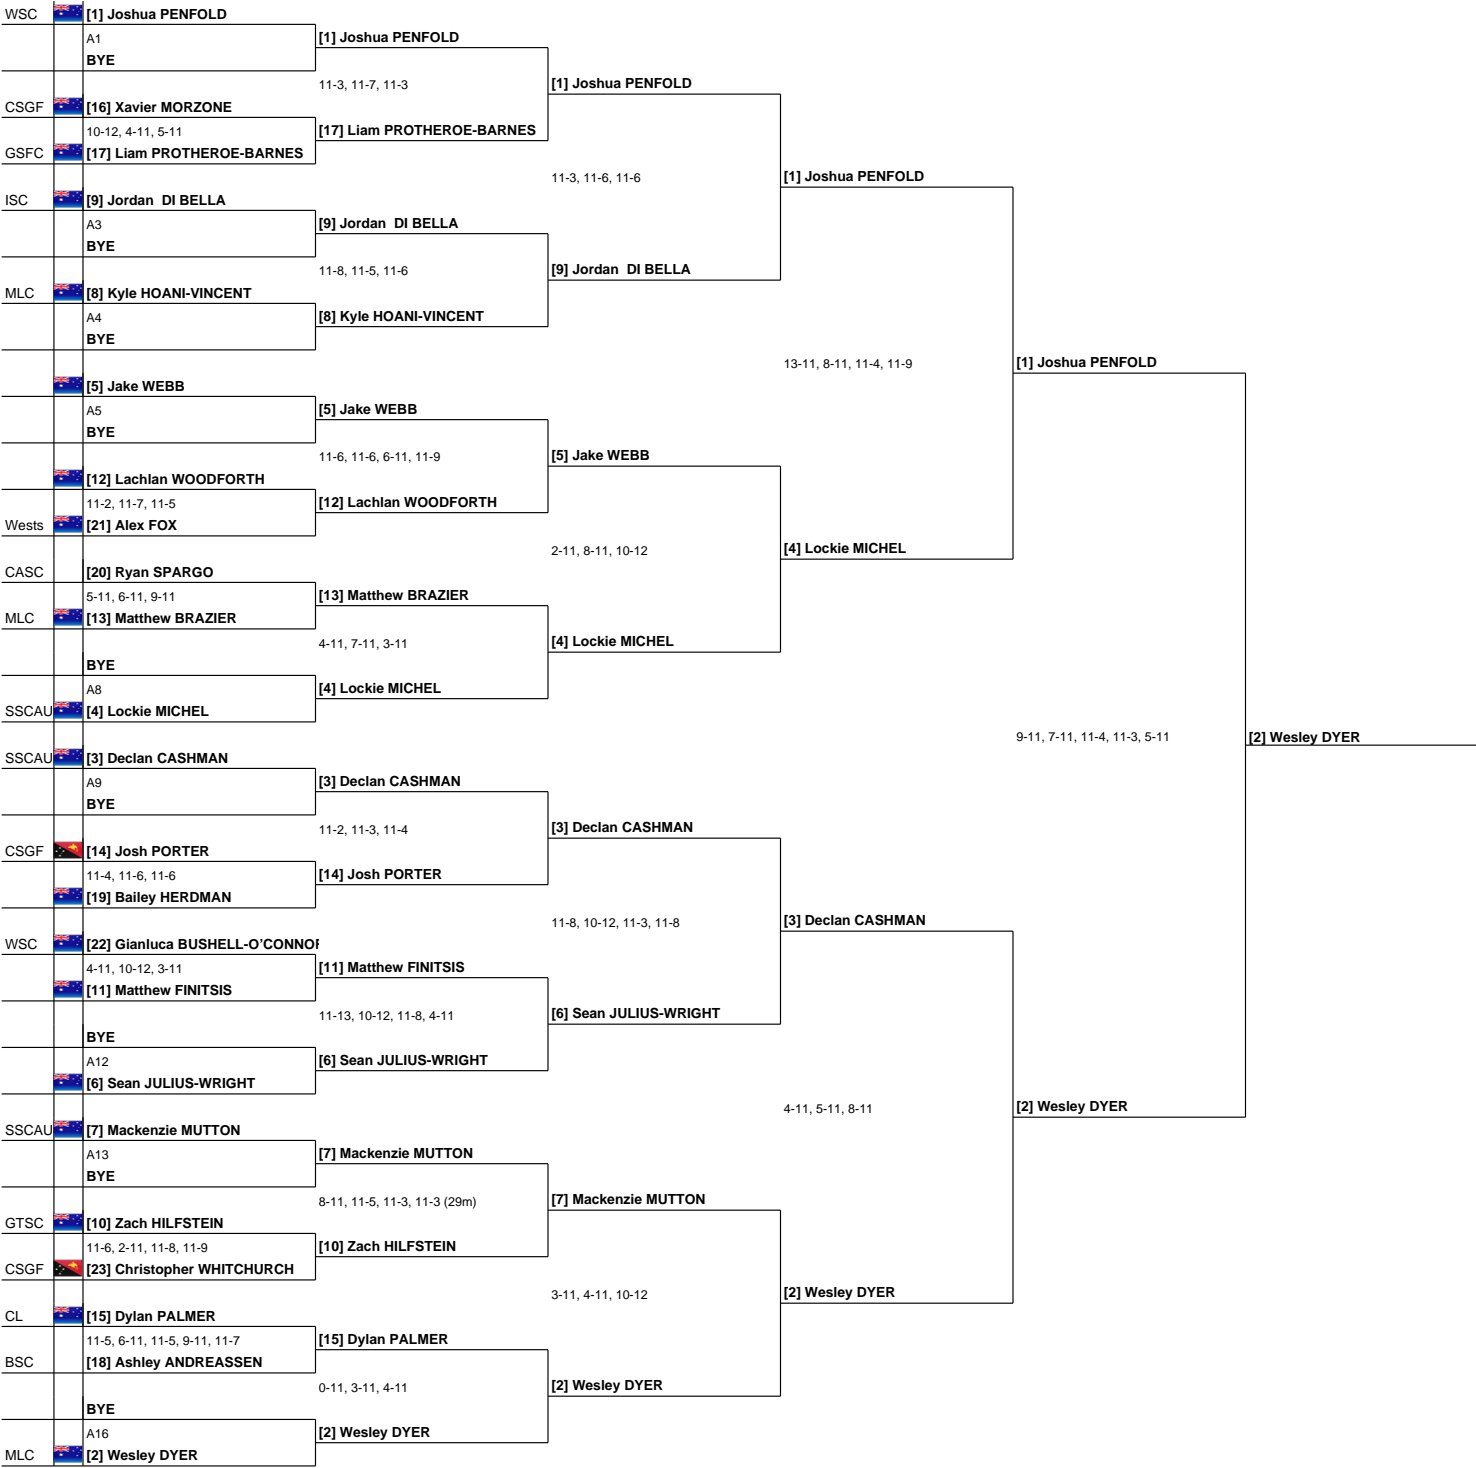 WSC [1] Joshua PENFOLD
A1 [1] Joshua PENFOLD
BYE
11-3, 11-7, 11-3 [1] Joshua PENFOLD
CSGF [16] Xavier MORZONE
10-12, 4-11, 5-11 [17] Liam PROTHEROE-BARNES
GSFC [17] Liam PROTHEROE-BARNES
11-3, 11-6, 11-6 [1] Joshua PENFOLD
ISC [9] Jordan  DI BELLA
A3 [9] Jordan  DI BELLA
BYE
11-8, 11-5, 11-6 [9] Jordan  DI BELLA
MLC [8] Kyle HOANI-VINCENT
A4 [8] Kyle HOANI-VINCENT
BYE
13-11, 8-11, 11-4, 11-9 [1] Joshua PENFOLD
[5] Jake WEBB
A5 [5] Jake WEBB
BYE
11-6, 11-6, 6-11, 11-9 [5] Jake WEBB
[12] Lachlan WOODFORTH
11-2, 11-7, 11-5 [12] Lachlan WOODFORTH
Wests [21] Alex FOX
2-11, 8-11, 10-12 [4] Lockie MICHEL
CASC [20] Ryan SPARGO
5-11, 6-11, 9-11 [13] Matthew BRAZIER
MLC [13] Matthew BRAZIER
4-11, 7-11, 3-11 [4] Lockie MICHEL
BYE
A8 [4] Lockie MICHEL
SSCAU [4] Lockie MICHEL
9-11, 7-11, 11-4, 11-3, 5-11 [2] Wesley DYER
SSCAU [3] Declan CASHMAN
A9 [3] Declan CASHMAN
BYE
11-2, 11-3, 11-4 [3] Declan CASHMAN
CSGF [14] Josh PORTER
11-4, 11-6, 11-6 [14] Josh PORTER
[19] Bailey HERDMAN
11-8, 10-12, 11-3, 11-8 [3] Declan CASHMAN
WSC [22] Gianluca BUSHELL-O'CONNOR
4-11, 10-12, 3-11 [11] Matthew FINITSIS
[11] Matthew FINITSIS
11-13, 10-12, 11-8, 4-11 [6] Sean JULIUS-WRIGHT
BYE
A12 [6] Sean JULIUS-WRIGHT
[6] Sean JULIUS-WRIGHT
4-11, 5-11, 8-11 [2] Wesley DYER
SSCAU [7] Mackenzie MUTTON
A13 [7] Mackenzie MUTTON
BYE
8-11, 11-5, 11-3, 11-3 (29m) [7] Mackenzie MUTTON
GTSC [10] Zach HILFSTEIN
11-6, 2-11, 11-8, 11-9 [10] Zach HILFSTEIN
CSGF [23] Christopher WHITCHURCH
3-11, 4-11, 10-12 [2] Wesley DYER
CL [15] Dylan PALMER
11-5, 6-11, 11-5, 9-11, 11-7 [15] Dylan PALMER
BSC [18] Ashley ANDREASSEN
0-11, 3-11, 4-11 [2] Wesley DYER
BYE
A16 [2] Wesley DYER
MLC [2] Wesley DYER